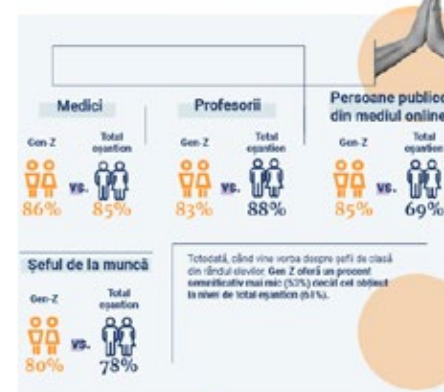 Medici
Profesorii
Persoane publice
din mediul online
Gen-Z
Total
eșantion
vs.
86%
85%
Gen-Z
Total
eșantion
vs.
83%
88%
Gen-Z
Total
eșantion
vs.
85%
69%
Șeful de la muncă
Gen-Z
Total
eșantion
vs.
80%
78%
Totodată, când vine vorba despre șefii de clasă
din rândul elevilor, Gen Z oferă un procent
semnificativ mai mic (53%) decât cel obținut
la nivel de total eșantion (61%).